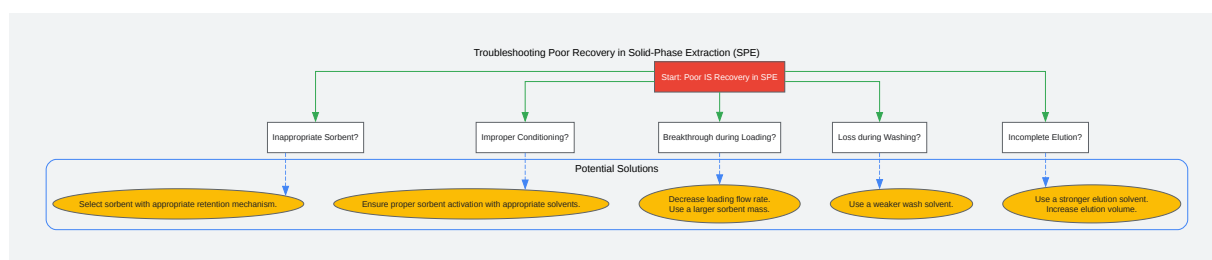 Troubleshooting Poor Recovery in Solid-Phase Extraction (SPE)
Start: Poor IS Recovery in SPE
Inappropriate Sorbent?
Improper Conditioning?
Breakthrough during Loading?
Loss during Washing?
Incomplete Elution?
Potential Solutions
Select sorbent with appropriate retention mechanism.
Ensure proper sorbent activation with appropriate solvents.
Decrease loading flow rate.
Use a larger sorbent mass.
Use a weaker wash solvent.
Use a stronger elution solvent.
Increase elution volume.